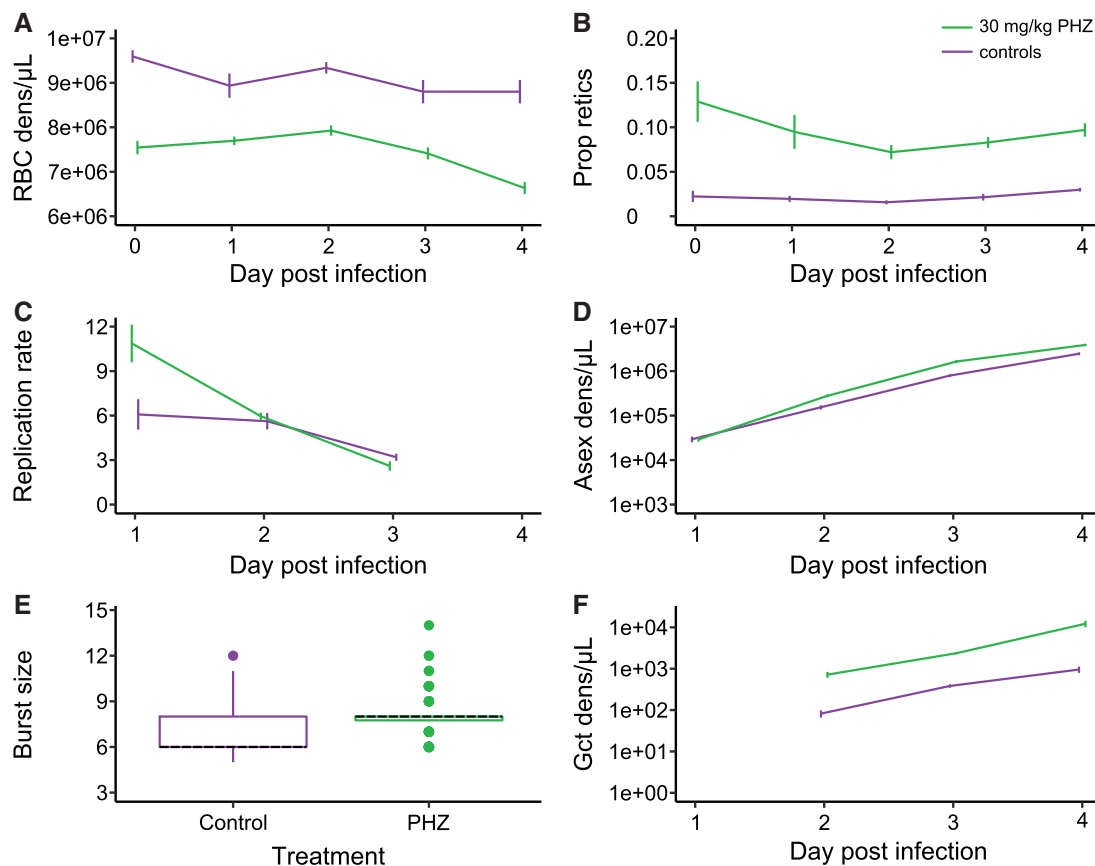 A
RBC dens/µL
1e+07
9e+06
8e+06
7e+06
6e+06
0 1 2 3 4
Day post infection
B
30 mg/kg PHZ
controls
Prop retics
0.20
0.15
0.10
0.05
0
0 1 2 3 4
Day post infection
C
Replication rate
12
9
6
3
0
1 2 3 4
Day post infection
D
Asex dens/µL
1e+07
1e+06
1e+05
1e+04
1e+03
1 2 3 4
Day post infection
E
Burst size
15
12
9
6
3
Control PHZ
Treatment
F
Gct dens/µL
1e+04
1e+03
1e+02
1e+01
1e+00
1 2 3 4
Day post infection